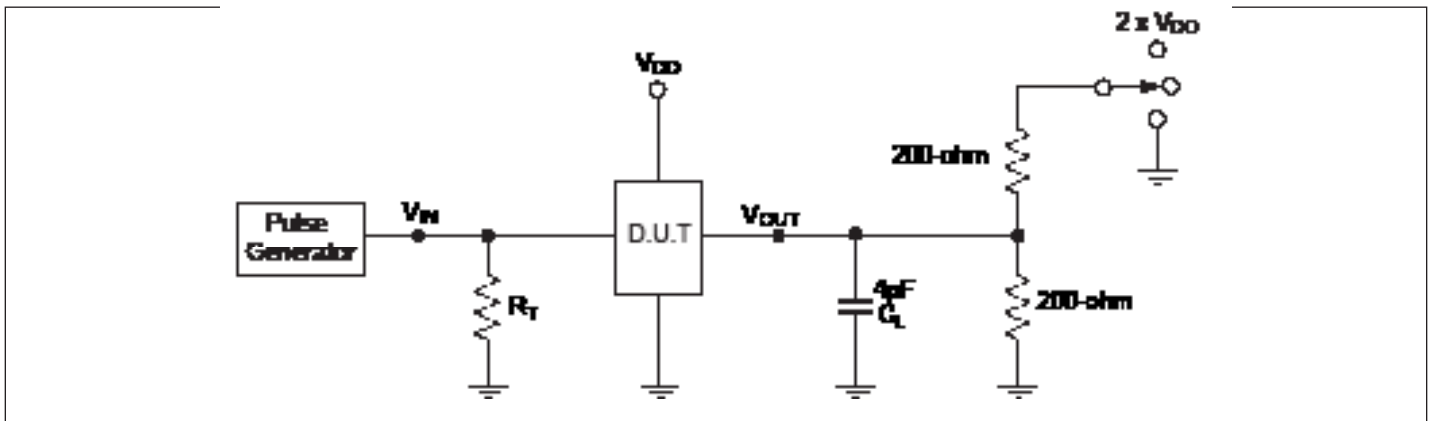 2 x VDD
VDD
200-ohm
Pulse
Generator
VIN
D.U.T
VOUT
4pF
CL
RT
200-ohm